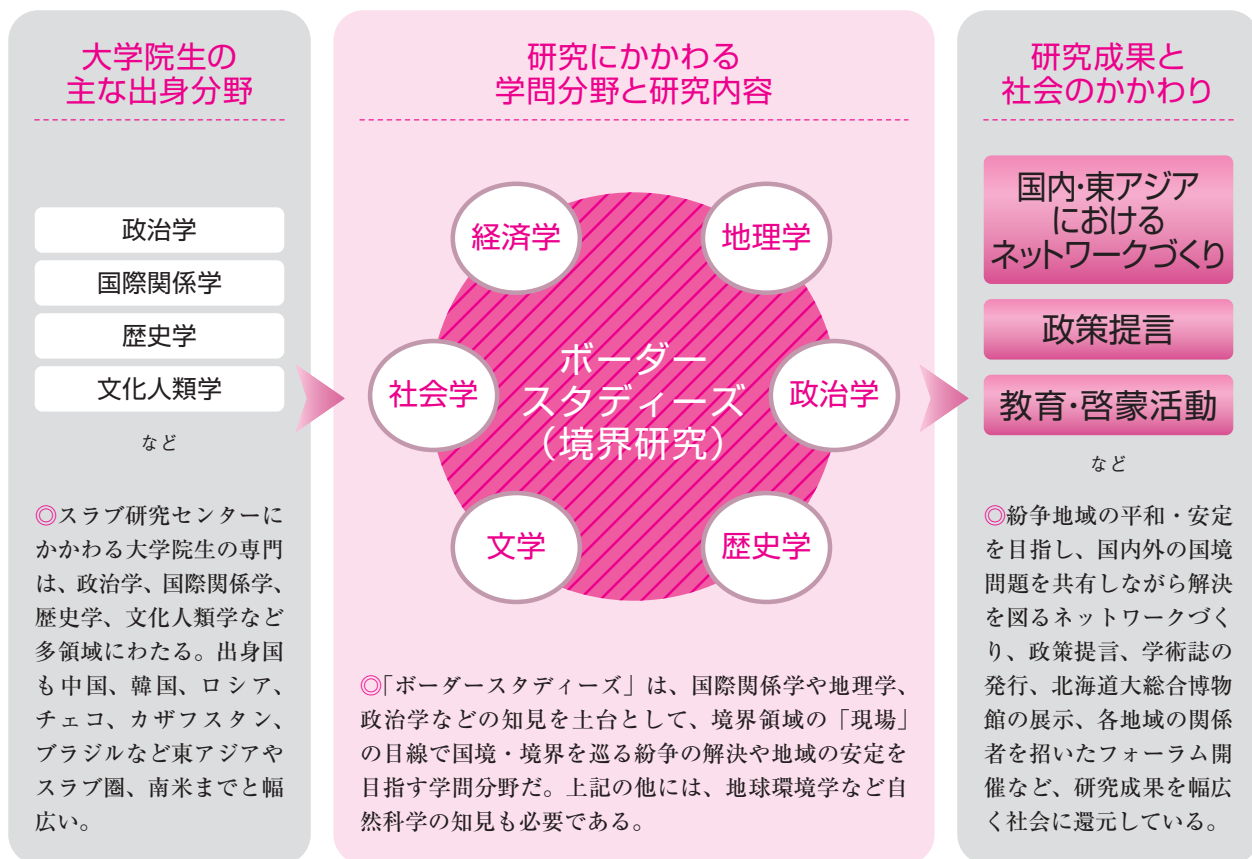 大学院生の
主な出身分野
政治学
国際関係学
歴史学
文化人類学
など
◎スラブ研究センターに
かかわる大学院生の専門
は、政治学、国際関係学、
歴史学、文化人類学など
多領域にわたる。出身国
も中国、韓国、ロシア、
チェコ、カザフスタン、
ブラジルなど東アジアや
スラブ圏、南米までと幅
広い。
研究にかかわる
学問分野と研究内容
経済学
地理学
社会学
ボーダー
スタディーズ
（境界研究）
政治学
文学
歴史学
◎「ボーダースタディーズ」は、国際関係学や地理学、
政治学などの知見を土台として、境界領域の「現場」
の目線で国境・境界を巡る紛争の解決や地域の安定を
目指す学問分野だ。上記の他には、地球環境学など自
然科学の知見も必要である。
研究成果と
社会のかかわり
国内・東アジア
における
ネットワークづくり
政策提言
教育・啓蒙活動
など
◎紛争地域の平和・安定
を目指し、国内外の国境
問題を共有しながら解決
を図るネットワークづく
り、政策提言、学術誌の
発行、北海道大総合博物
館の展示、各地域の関係
者を招いたフォーラム開
催など、研究成果を幅広
く社会に還元している。